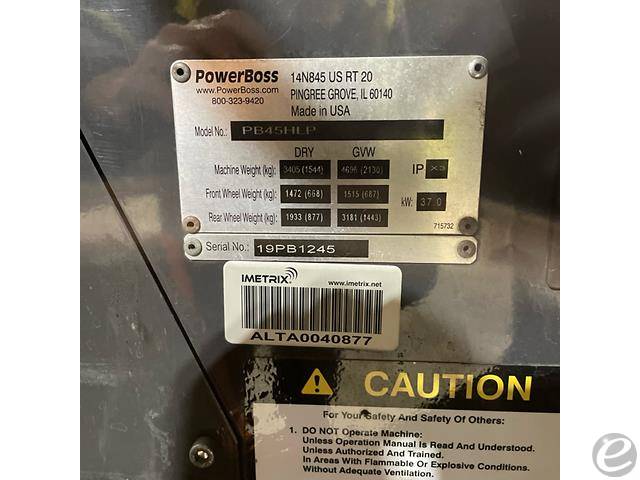 PowerBoss
www.PowerBoss.com
800-323-9420
14N845 US RT 20
PINGREE GROVE, IL 60140
Made in USA
Model No.: PB45HLP
DRY GVW
Machine Weight (kg): 3405 (1544) 4696 (2130) IP X3
Front Wheel Weight (kg): 1472 (668) 1515 (687) kW: 37.0
Rear Wheel Weight (kg): 1933 (877) 3181 (1443)
715732
Serial No.: 19PB1245
IMETRIX
www.imetrix.net
ALTA0040877
CAUTION
For Your Safety And Safety Of Others:
1. DO NOT Operate Machine:
Unless Operation Manual is Read And Understood.
Unless Authorized And Trained.
In Areas With Flammable Or Explosive Conditions.
Without Adequate Ventilation.
e